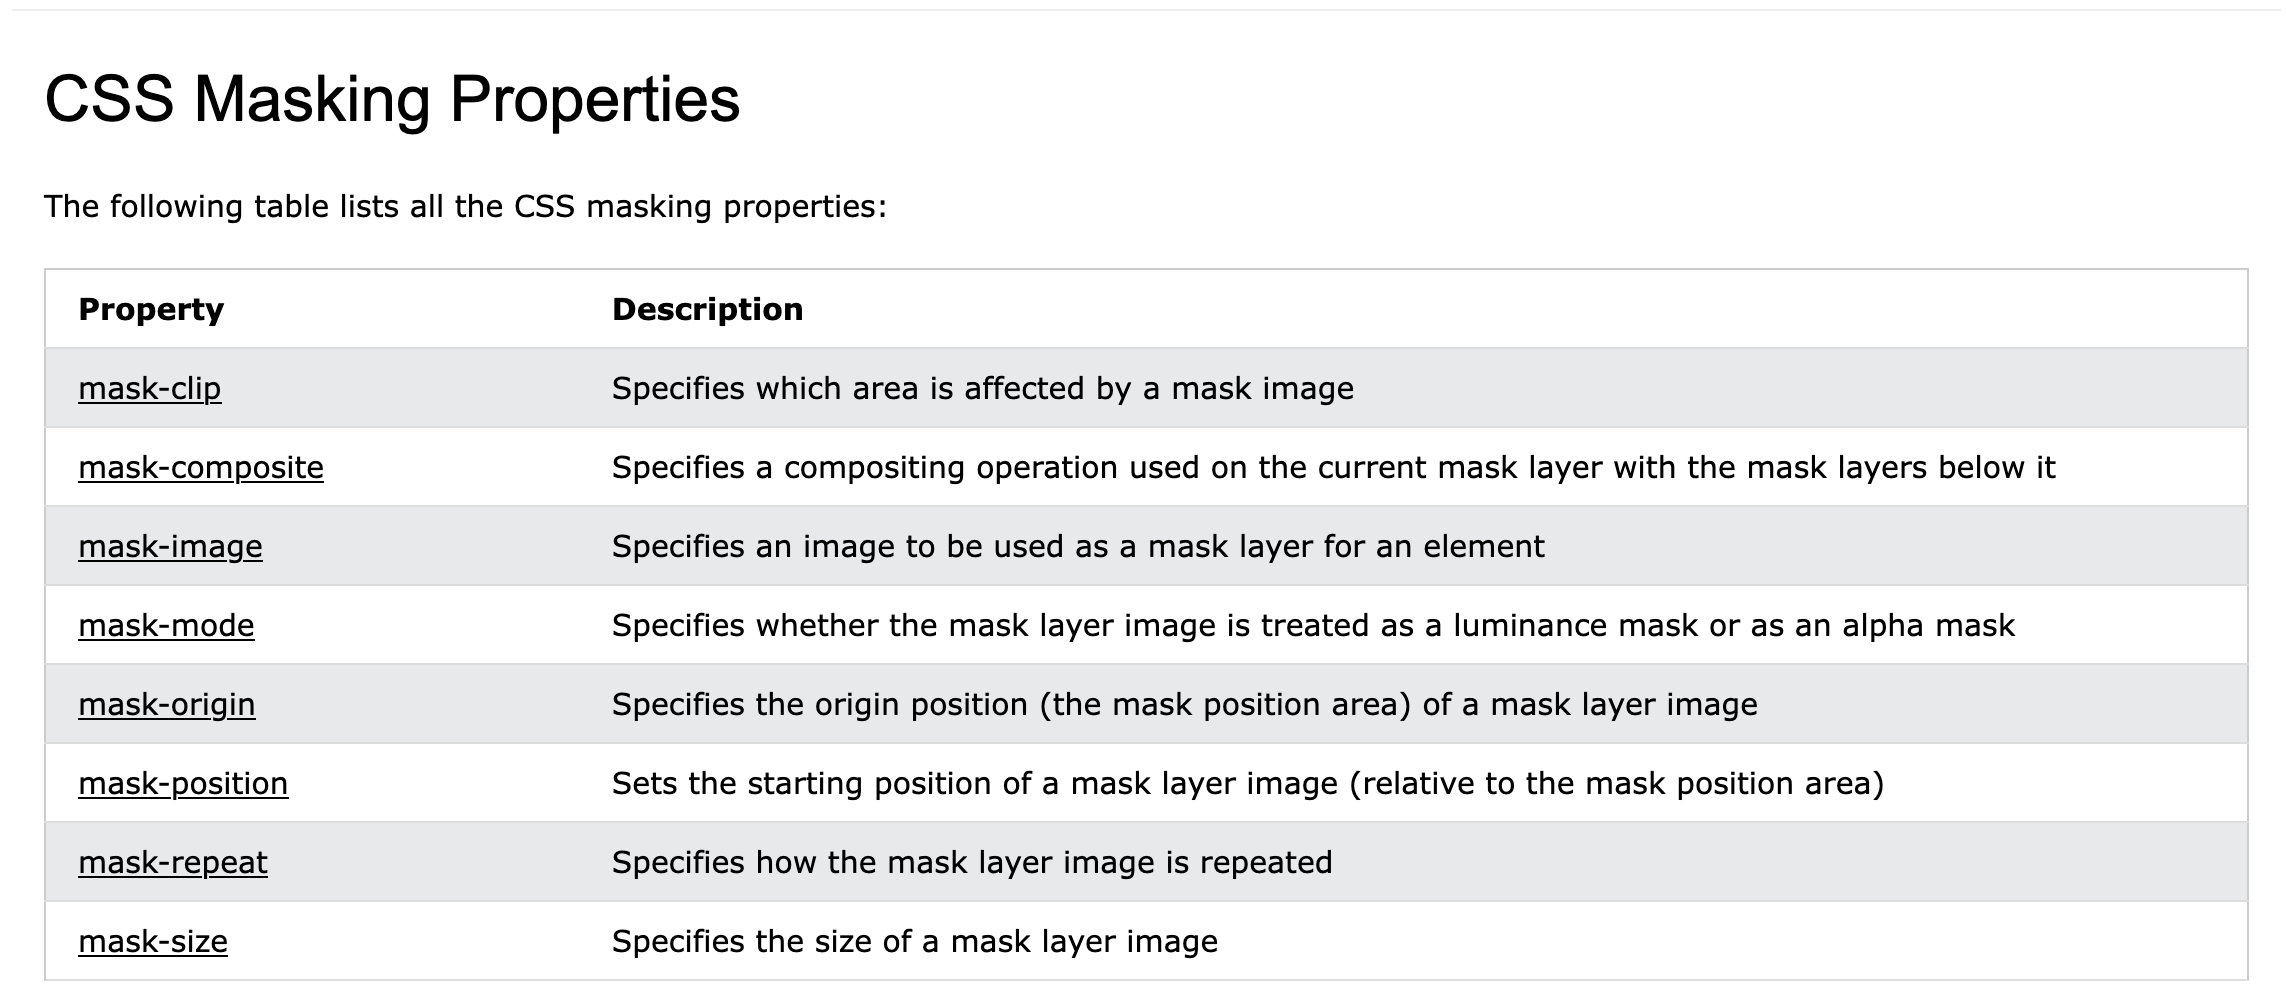 CSS Masking Properties
The following table lists all the CSS masking properties:
Property Description
mask-clip Specifies which area is affected by a mask image
mask-composite Specifies a compositing operation used on the current mask layer with the mask layers below it
mask-image Specifies an image to be used as a mask layer for an element
mask-mode Specifies whether the mask layer image is treated as a luminance mask or as an alpha mask
mask-origin Specifies the origin position (the mask position area) of a mask layer image
mask-position Sets the starting position of a mask layer image (relative to the mask position area)
mask-repeat Specifies how the mask layer image is repeated
mask-size Specifies the size of a mask layer image